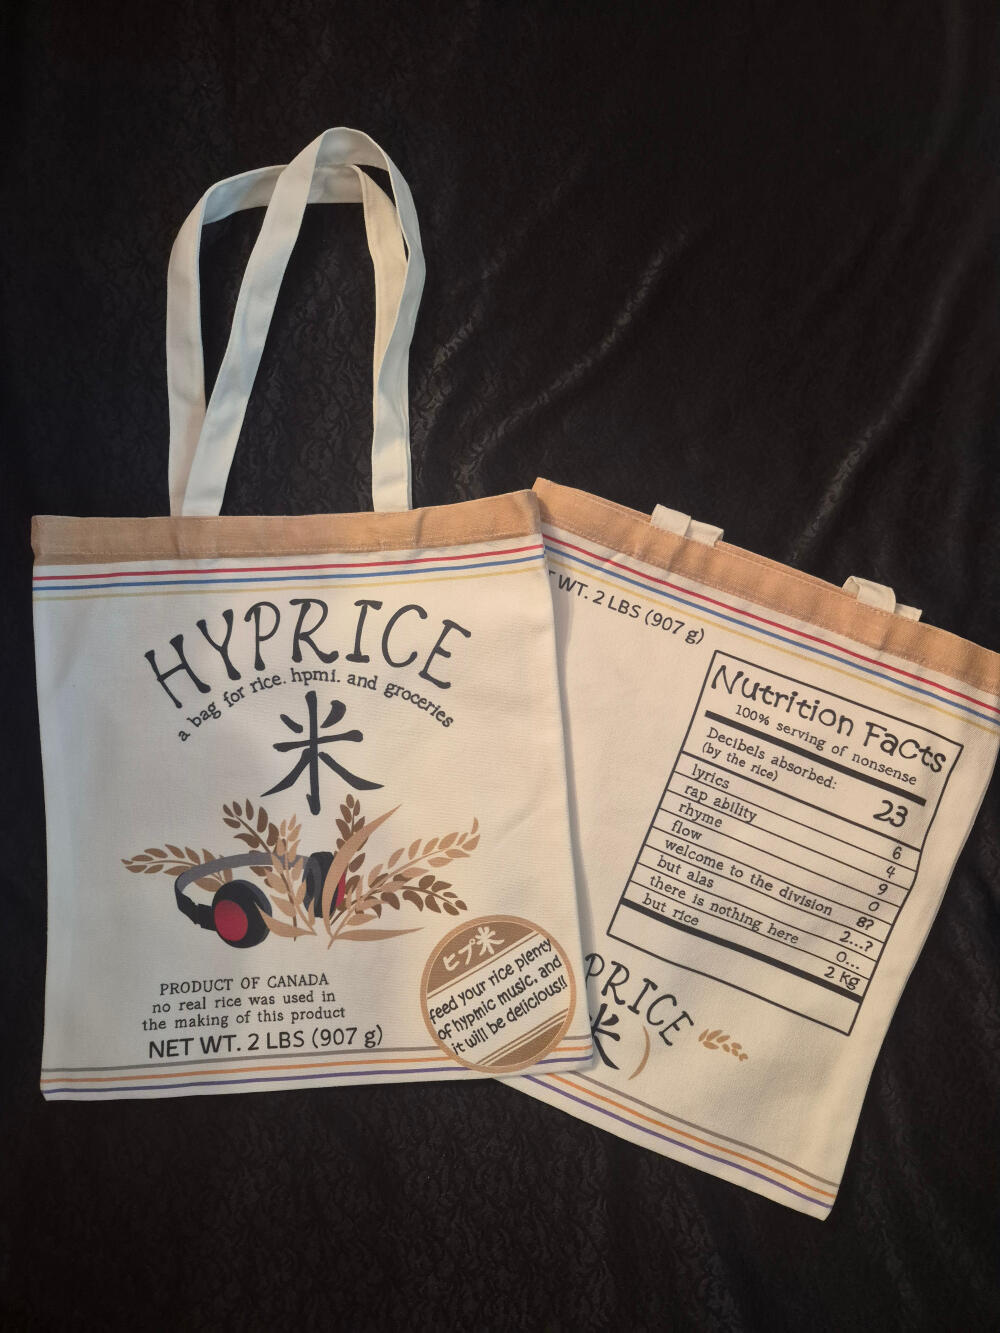 HYPRICE
a bag for rice. hpmi. and groceries
米
PRODUCT OF CANADA
no real rice was used in
the making of this product
NET WT. 2 LBS (907 g)
ヒプ米
feed your rice plenty
of hypmic music, and
it will be delicious!!
T WT. 2 LBS (907 g)
Nutrition Facts
100% serving of nonsense
Decibels absorbed:
(by the rice) 23
lyrics 6
rap ability 4
rhyme 9
flow 0
welcome to the division 8?
but alas 2...?
there is nothing here 0...
but rice 2 Kg
PRICE
米)